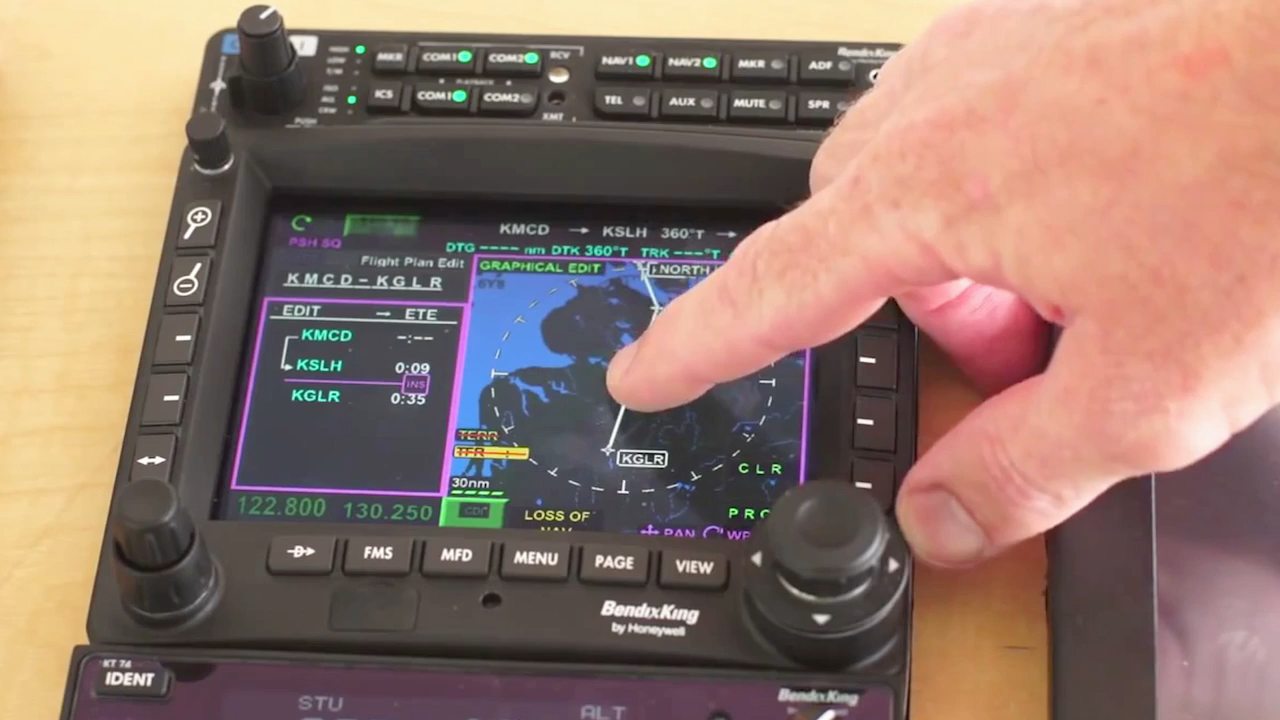 MKR COM1 COM2 RCV NAV1 NAV2 MKR ADF
PLAYBACK
ICS COM1 COM2 XMT TEL AUX MUTE SPR
PUSH
PSH SQ
KMCD → KSLH 360°T →
DTG ---- nm DTK 360°T TRK ---°T
Flight Plan Edit
KMCD-KGLR
GRAPHICAL EDIT
NORTH
EDIT → ETE
KMCD -:--
KSLH 0:09
INS
KGLR 0:35
TERR
TFR
KGLR
30nm
CLR
122.800 130.250
CDI
LOSS OF
NAV
PAN
FMS MFD MENU PAGE VIEW
BENDIXKING
by Honeywell
KT 74
IDENT
STU
ALT
BENDIXKING